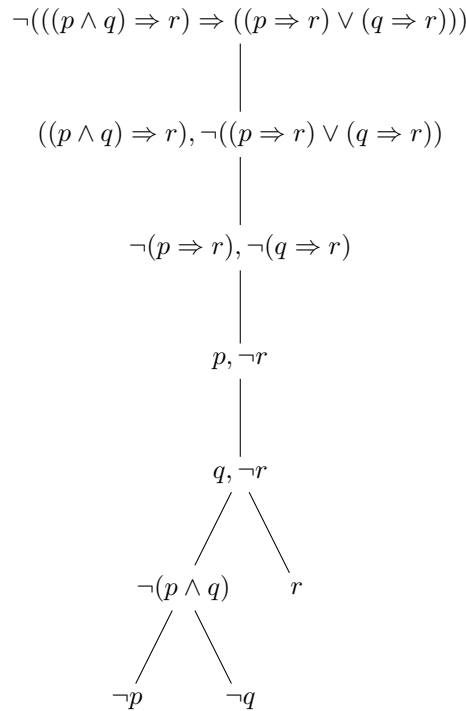 ¬(((p ∧ q) ⇒ r) ⇒ ((p ⇒ r) ∨ (q ⇒ r)))
((p ∧ q) ⇒ r), ¬((p ⇒ r) ∨ (q ⇒ r))
¬(p ⇒ r), ¬(q ⇒ r)
p, ¬r
q, ¬r
¬(p ∧ q) r
¬p ¬q